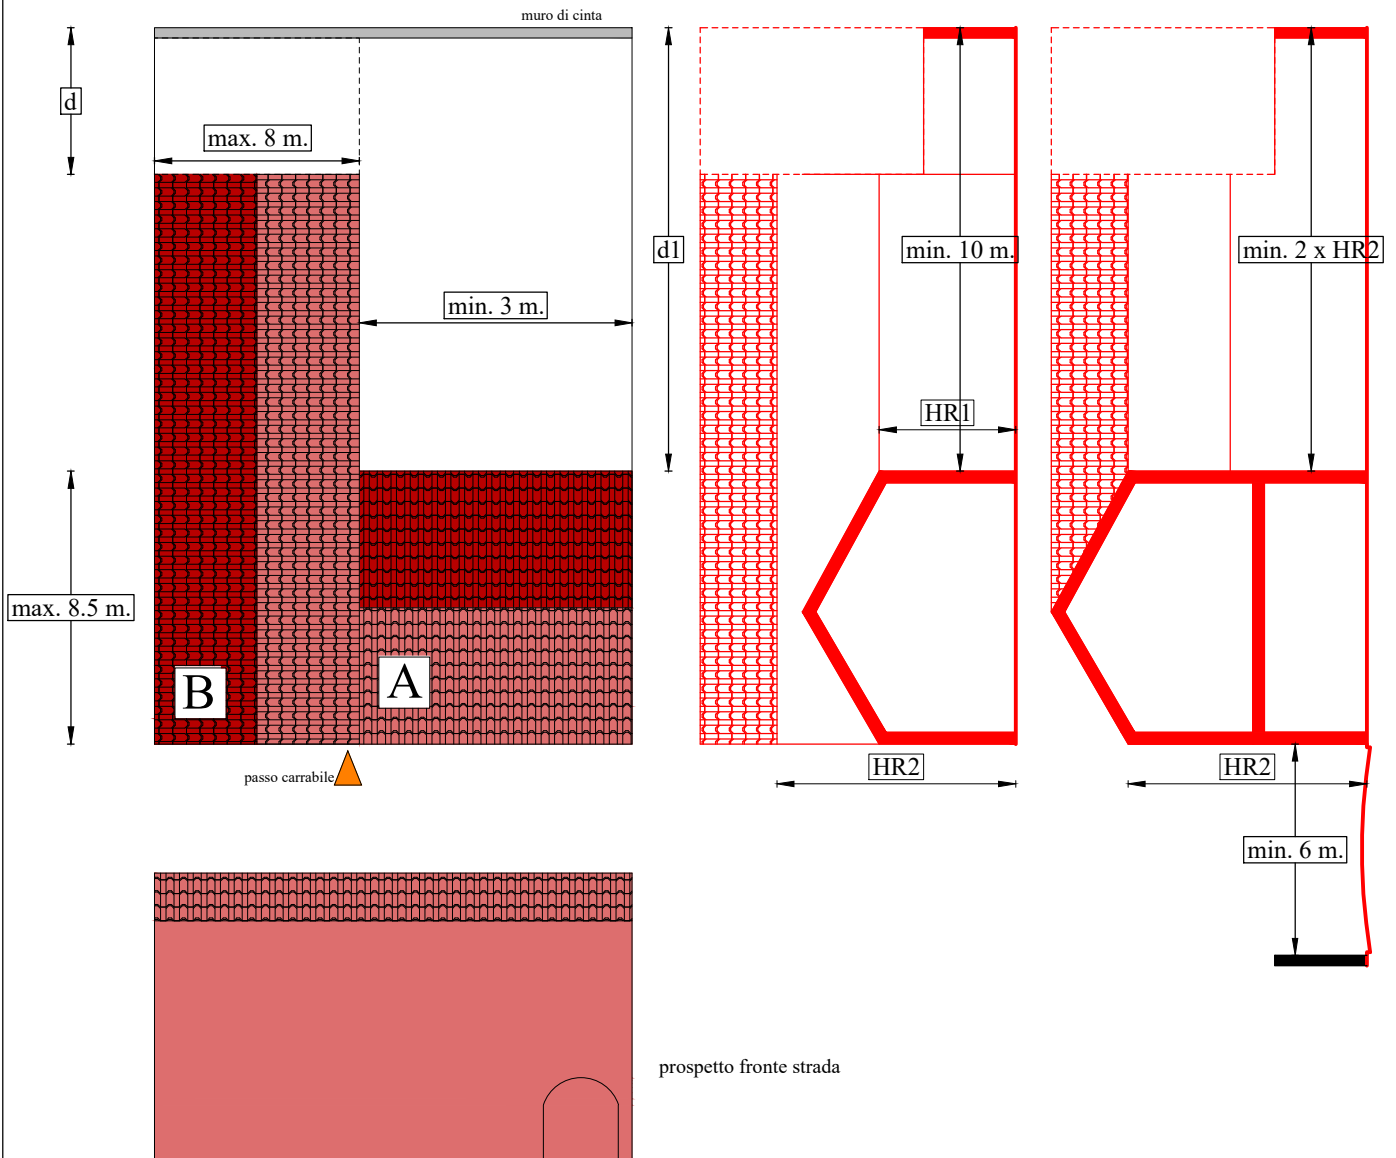 muro di cinta
d
max. 8 m.
d1
min. 10 m.
min. 2 x HR2
min. 3 m.
HR1
max. 8.5 m.
B
A
passo carrabile
HR2
HR2
min. 6 m.
prospetto fronte strada